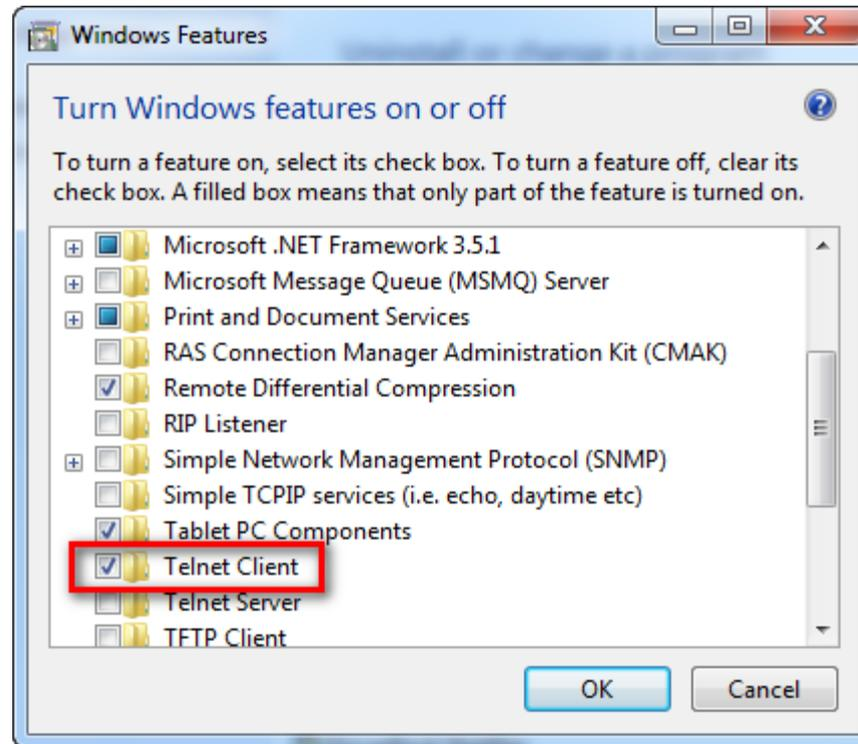 Windows Features
Turn Windows features on or off
To turn a feature on, select its check box. To turn a feature off, clear its
check box. A filled box means that only part of the feature is turned on.
Microsoft .NET Framework 3.5.1
Microsoft Message Queue (MSMQ) Server
Print and Document Services
RAS Connection Manager Administration Kit (CMAK)
Remote Differential Compression
RIP Listener
Simple Network Management Protocol (SNMP)
Simple TCPIP services (i.e. echo, daytime etc)
Tablet PC Components
Telnet Client
Telnet Server
TFTP Client
OK Cancel